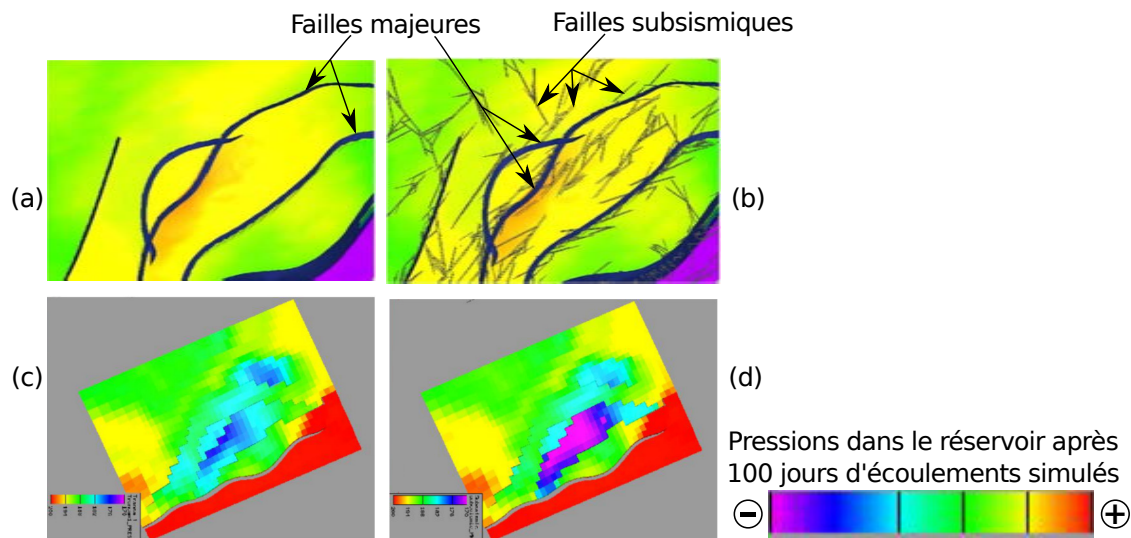 Failles majeures
Failles subsismiques
(a)
(b)
(c)
(d)
Pressions dans le réservoir après
100 jours d'écoulements simulés
− +